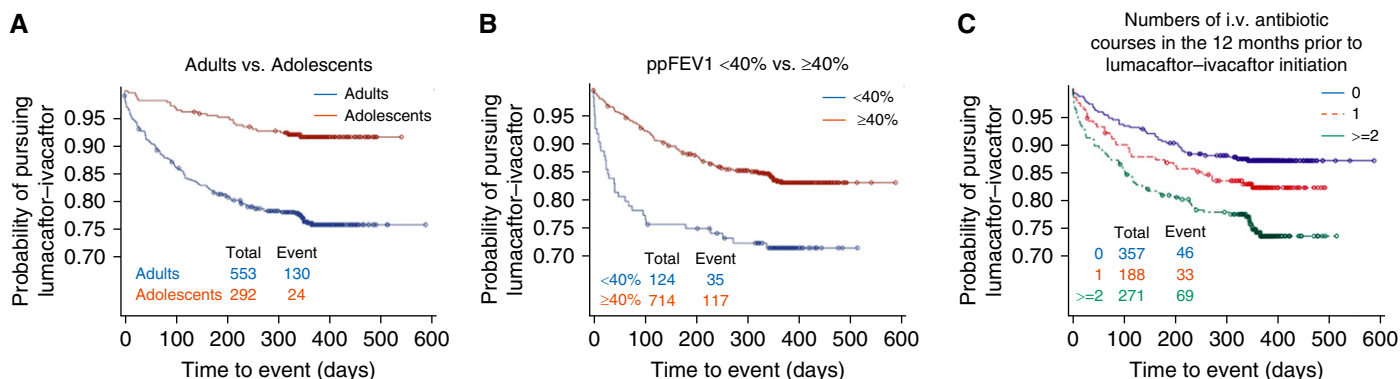 A
Adults vs. Adolescents
Adults
Adolescents
Probability of pursuing
lumacaftor–ivacaftor
0.95
0.90
0.80
0.75
0.70
Total Event
Adults 553 130
Adolescents 292 24
0 100 200 300 400 500 600
Time to event (days)
B
ppFEV1 <40% vs. ≥40%
<40%
≥40%
Probability of pursuing
lumacaftor–ivacaftor
0.95
0.90
0.80
0.75
0.70
Total Event
<40% 124 35
≥40% 714 117
0 100 200 300 400 500 600
Time to event (days)
C
Numbers of i.v. antibiotic
courses in the 12 months prior to
lumacaftor–ivacaftor initiation
0
1
>=2
Probability of pursuing
lumacaftor–ivacaftor
0.95
0.90
0.80
0.75
0.70
Total Event
0 357 46
1 188 33
>=2 271 69
0 100 200 300 400 500 600
Time to event (days)